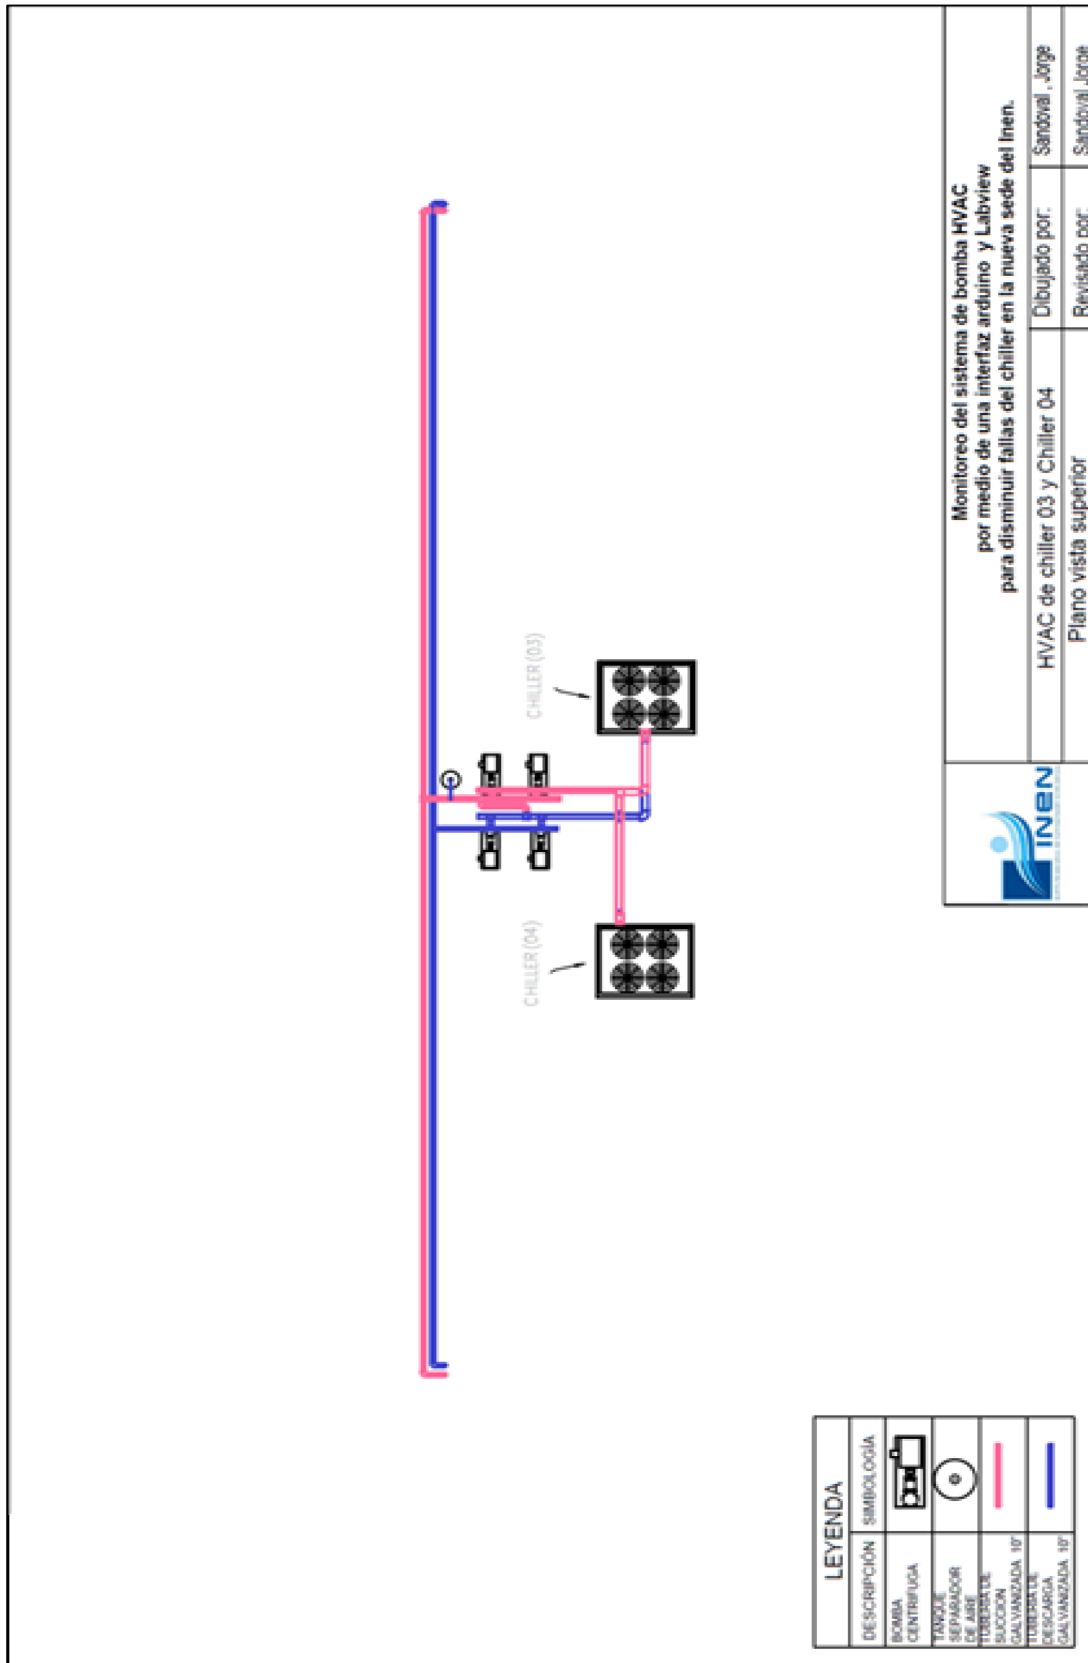 Monitoreo del sistema de bomba HVAC
por medio de una interfaz arduino y Labview
para disminuir fallas del chiller en la nueva sede del Inen.
HVAC de chiller 03 y Chiller 04
Dibujado por:
Sandoval , Jorge
Plano vista superior
Revisado por:
Sandoval Jorge
INEN
CHILLER (03)
CHILLER (04)
LEYENDA
DESCRIPCIÓN
SIMBOLOGÍA
BOMBA
CENTRIFUGA
TANQUE
SEPARADOR
DE AIRE
TUBERIA DE
SUCCION
GALVANIZADA 10"
TUBERIA DE
DESCARGA
GALVANIZADA 10"